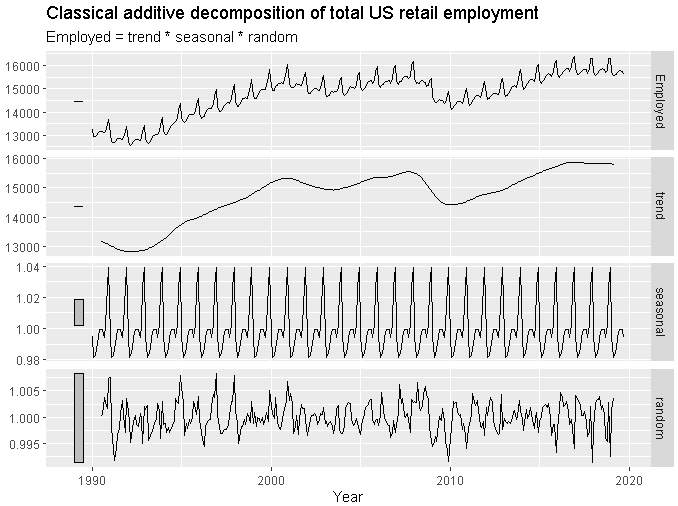 Classical additive decomposition of total US retail employment
Employed = trend * seasonal * random
16000
15000
14000
13000
Employed
16000
15000
14000
13000
trend
1.04
1.02
1.00
0.98
seasonal
1.005
1.000
0.995
random
1990
2000
2010
2020
Year